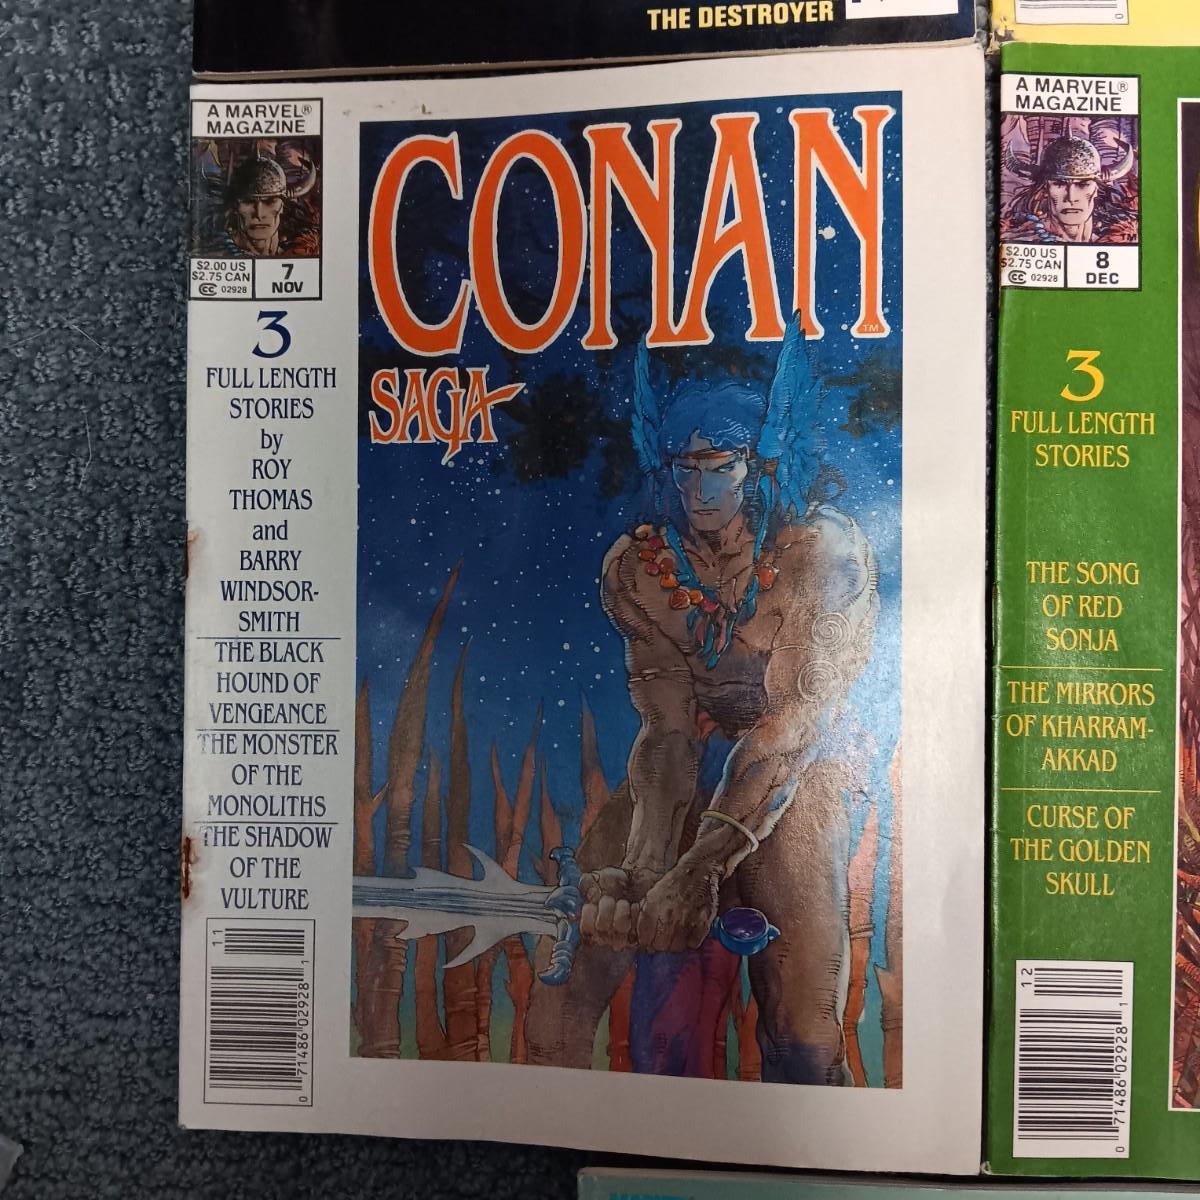 THE DESTROYER
A MARVEL®
MAGAZINE
$2.00 US
$2.75 CAN
CC 02928
7
NOV
3
FULL LENGTH
STORIES
by
ROY
THOMAS
and
BARRY
WINDSOR-
SMITH
THE BLACK
HOUND OF
VENGEANCE
THE MONSTER
OF THE
MONOLITHS
THE SHADOW
OF THE
VULTURE
11
0 71486 02928 1
CONAN
TM
SAGA
0
A MARVEL®
MAGAZINE
TM
$2.00 US
$2.75 CAN
CC 02928
8
DEC
3
FULL LENGTH
STORIES
THE SONG
OF RED
SONJA
THE MIRRORS
OF KHARRAM-
AKKAD
CURSE OF
THE GOLDEN
SKULL
12
0 71486 02928 1